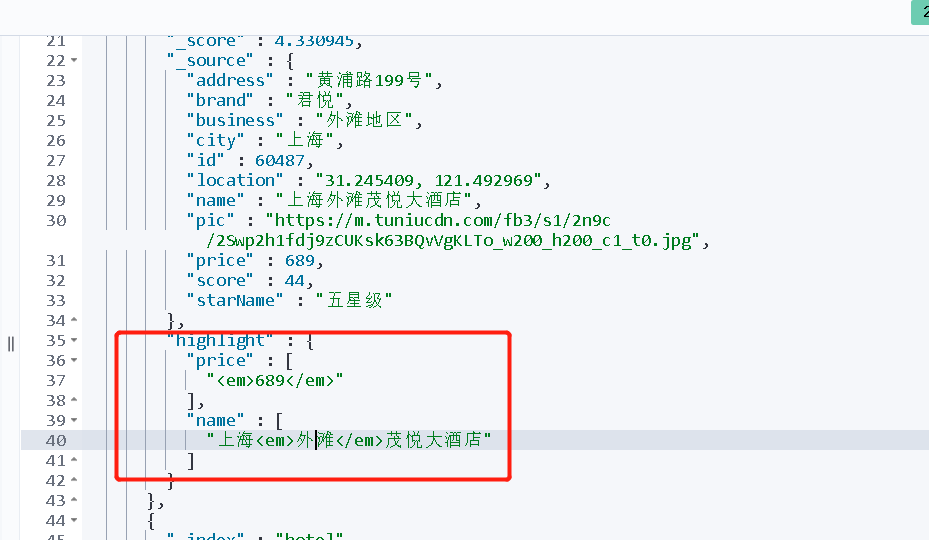 2
21 "_score" : 4.330945,
22 "_source" : {
23 "address" : "黄浦路199号",
24 "brand" : "君悦",
25 "business" : "外滩地区",
26 "city" : "上海",
27 "id" : 60487,
28 "location" : "31.245409, 121.492969",
29 "name" : "上海外滩茂悦大酒店",
30 "pic" : "https://m.tuniucdn.com/fb3/s1/2n9c
/2Swp2h1fdj9zCUKsk63BQvVgKLTo_w200_h200_c1_t0.jpg",
31 "price" : 689,
32 "score" : 44,
33 "starName" : "五星级"
34 },
35 "highlight" : {
36 "price" : [
37 "<em>689</em>"
38 ],
39 "name" : [
40 "上海<em>外滩</em>茂悦大酒店"
41 ]
42 }
43 },
44 {
45 "_index" : "hotel"